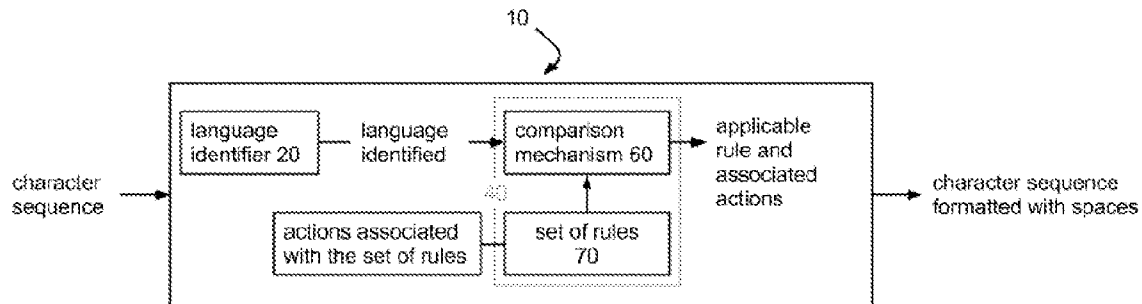 10
language
identifier 20
language
identified
comparison
mechanism 60
applicable
rule and
associated
actions
character
sequence
40
actions associated
with the set of rules
set of rules
70
character sequence
formatted with spaces